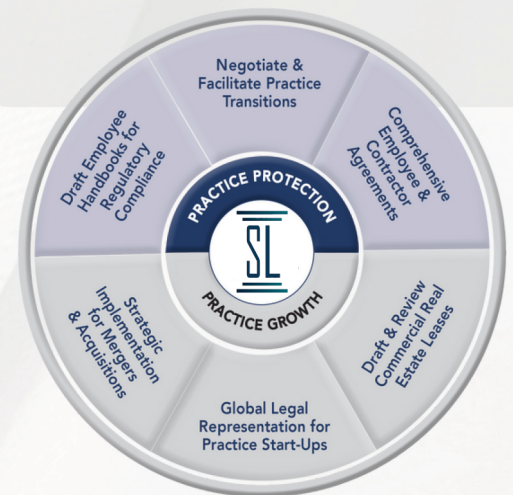 Negotiate &
Facilitate Practice
Transitions
Comprehensive
Employee &
Contractor
Agreements
Draft & Review
Commercial Real
Estate Leases
Global Legal
Representation for
Practice Start-Ups
Strategic
Implementation
for Mergers
& Acquisitions
Draft Employee
Handbooks for
Regulatory
Compliance
PRACTICE PROTECTION
SL
PRACTICE GROWTH